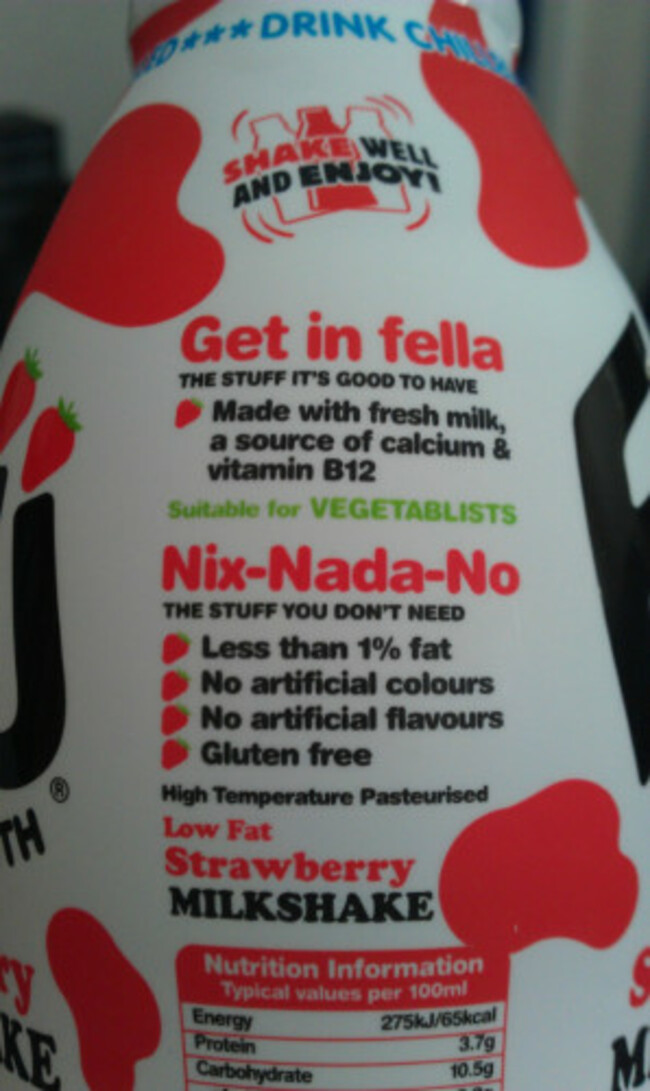 ***DRINK
SHAKE WELL
AND ENJOY!
Get in fella
THE STUFF IT'S GOOD TO HAVE
Made with fresh milk,
a source of calcium &
vitamin B12
Suitable for VEGETABLISTS
Nix-Nada-No
THE STUFF YOU DON'T NEED
Less than 1% fat
No artificial colours
No artificial flavours
Gluten free
High Temperature Pasteurised
Low Fat
Strawberry
MILKSHAKE
Nutrition Information
Typical values per 100ml
Energy 275kJ/65kcal
Protein 3.7g
Carbohydrate 10.5g